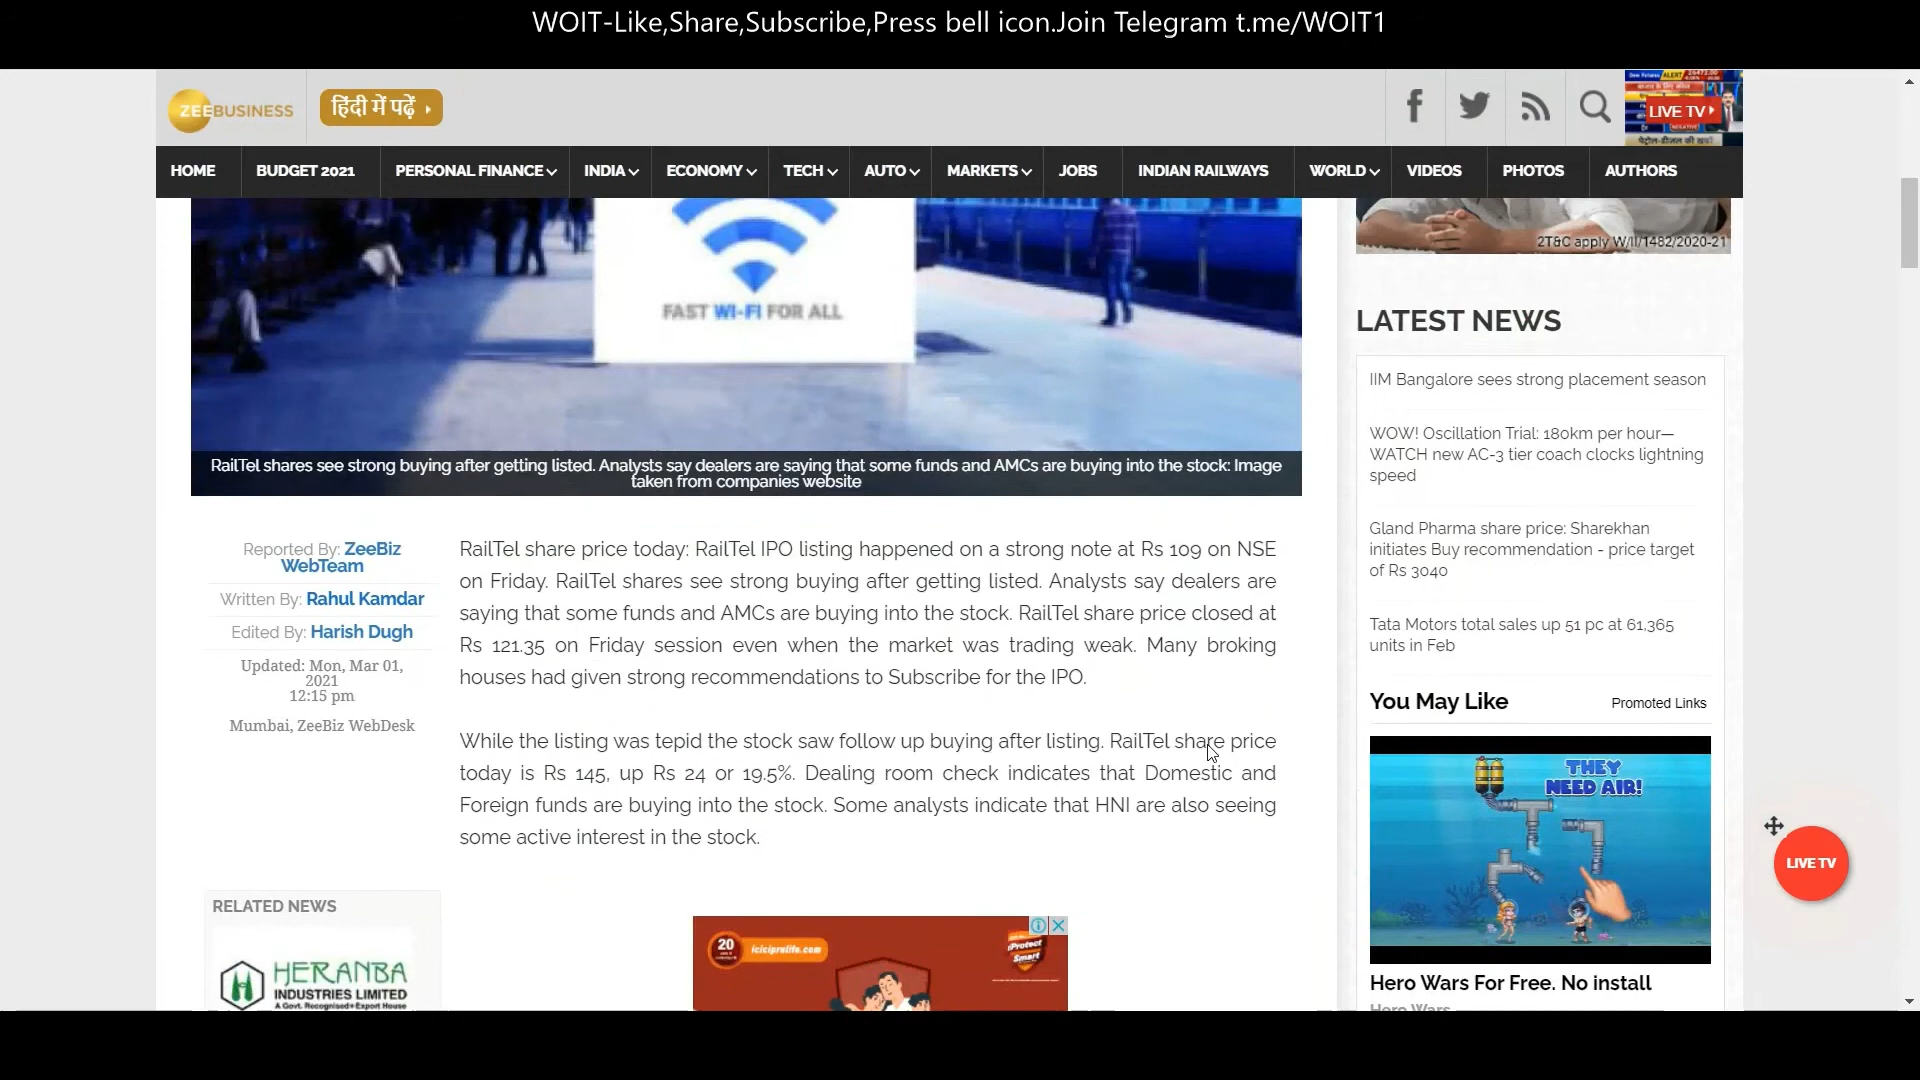 WOIT-Like,Share,Subscribe,Press bell icon.Join Telegram t.me/WOIT1
ZEEBUSINESS
हिंदी में पढ़ें
LIVE TV
HOME
BUDGET 2021
PERSONAL FINANCE
INDIA
ECONOMY
TECH
AUTO
MARKETS
JOBS
INDIAN RAILWAYS
WORLD
VIDEOS
PHOTOS
AUTHORS
FAST WI-FI FOR ALL
RailTel shares see strong buying after getting listed. Analysts say dealers are saying that some funds and AMCs are buying into the stock: Image
taken from companies website
Reported By: ZeeBiz
WebTeam
Written By: Rahul Kamdar
Edited By: Harish Dugh
Updated: Mon, Mar 01,
2021
12:15 pm
Mumbai, ZeeBiz WebDesk
RailTel share price today: RailTel IPO listing happened on a strong note at Rs 109 on NSE
on Friday. RailTel shares see strong buying after getting listed. Analysts say dealers are
saying that some funds and AMCs are buying into the stock. RailTel share price closed at
Rs 121.35 on Friday session even when the market was trading weak. Many broking
houses had given strong recommendations to Subscribe for the IPO.
While the listing was tepid the stock saw follow up buying after listing. RailTel share price
today is Rs 145, up Rs 24 or 19.5%. Dealing room check indicates that Domestic and
Foreign funds are buying into the stock. Some analysts indicate that HNI are also seeing
some active interest in the stock.
RELATED NEWS
HERANBA
INDUSTRIES LIMITED
A Govt. Recognised Export House
20
iciciprulife.com
iProtect
Smart
2T&C apply W/II/1482/2020-21
LATEST NEWS
IIM Bangalore sees strong placement season
WOW! Oscillation Trial: 180km per hour—
WATCH new AC-3 tier coach clocks lightning
speed
Gland Pharma share price: Sharekhan
initiates Buy recommendation - price target
of Rs 3040
Tata Motors total sales up 51 pc at 61,365
units in Feb
You May Like
Promoted Links
THEY
NEED AIR!
Hero Wars For Free. No install
Hero Wars
LIVE TV